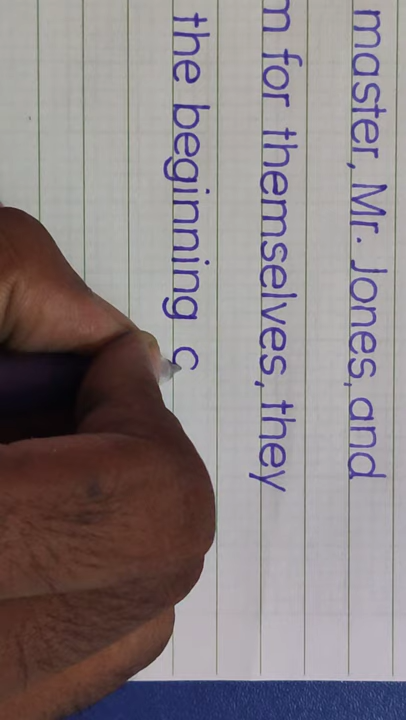 master, Mr. Jones, and
m for themselves, they
the beginning